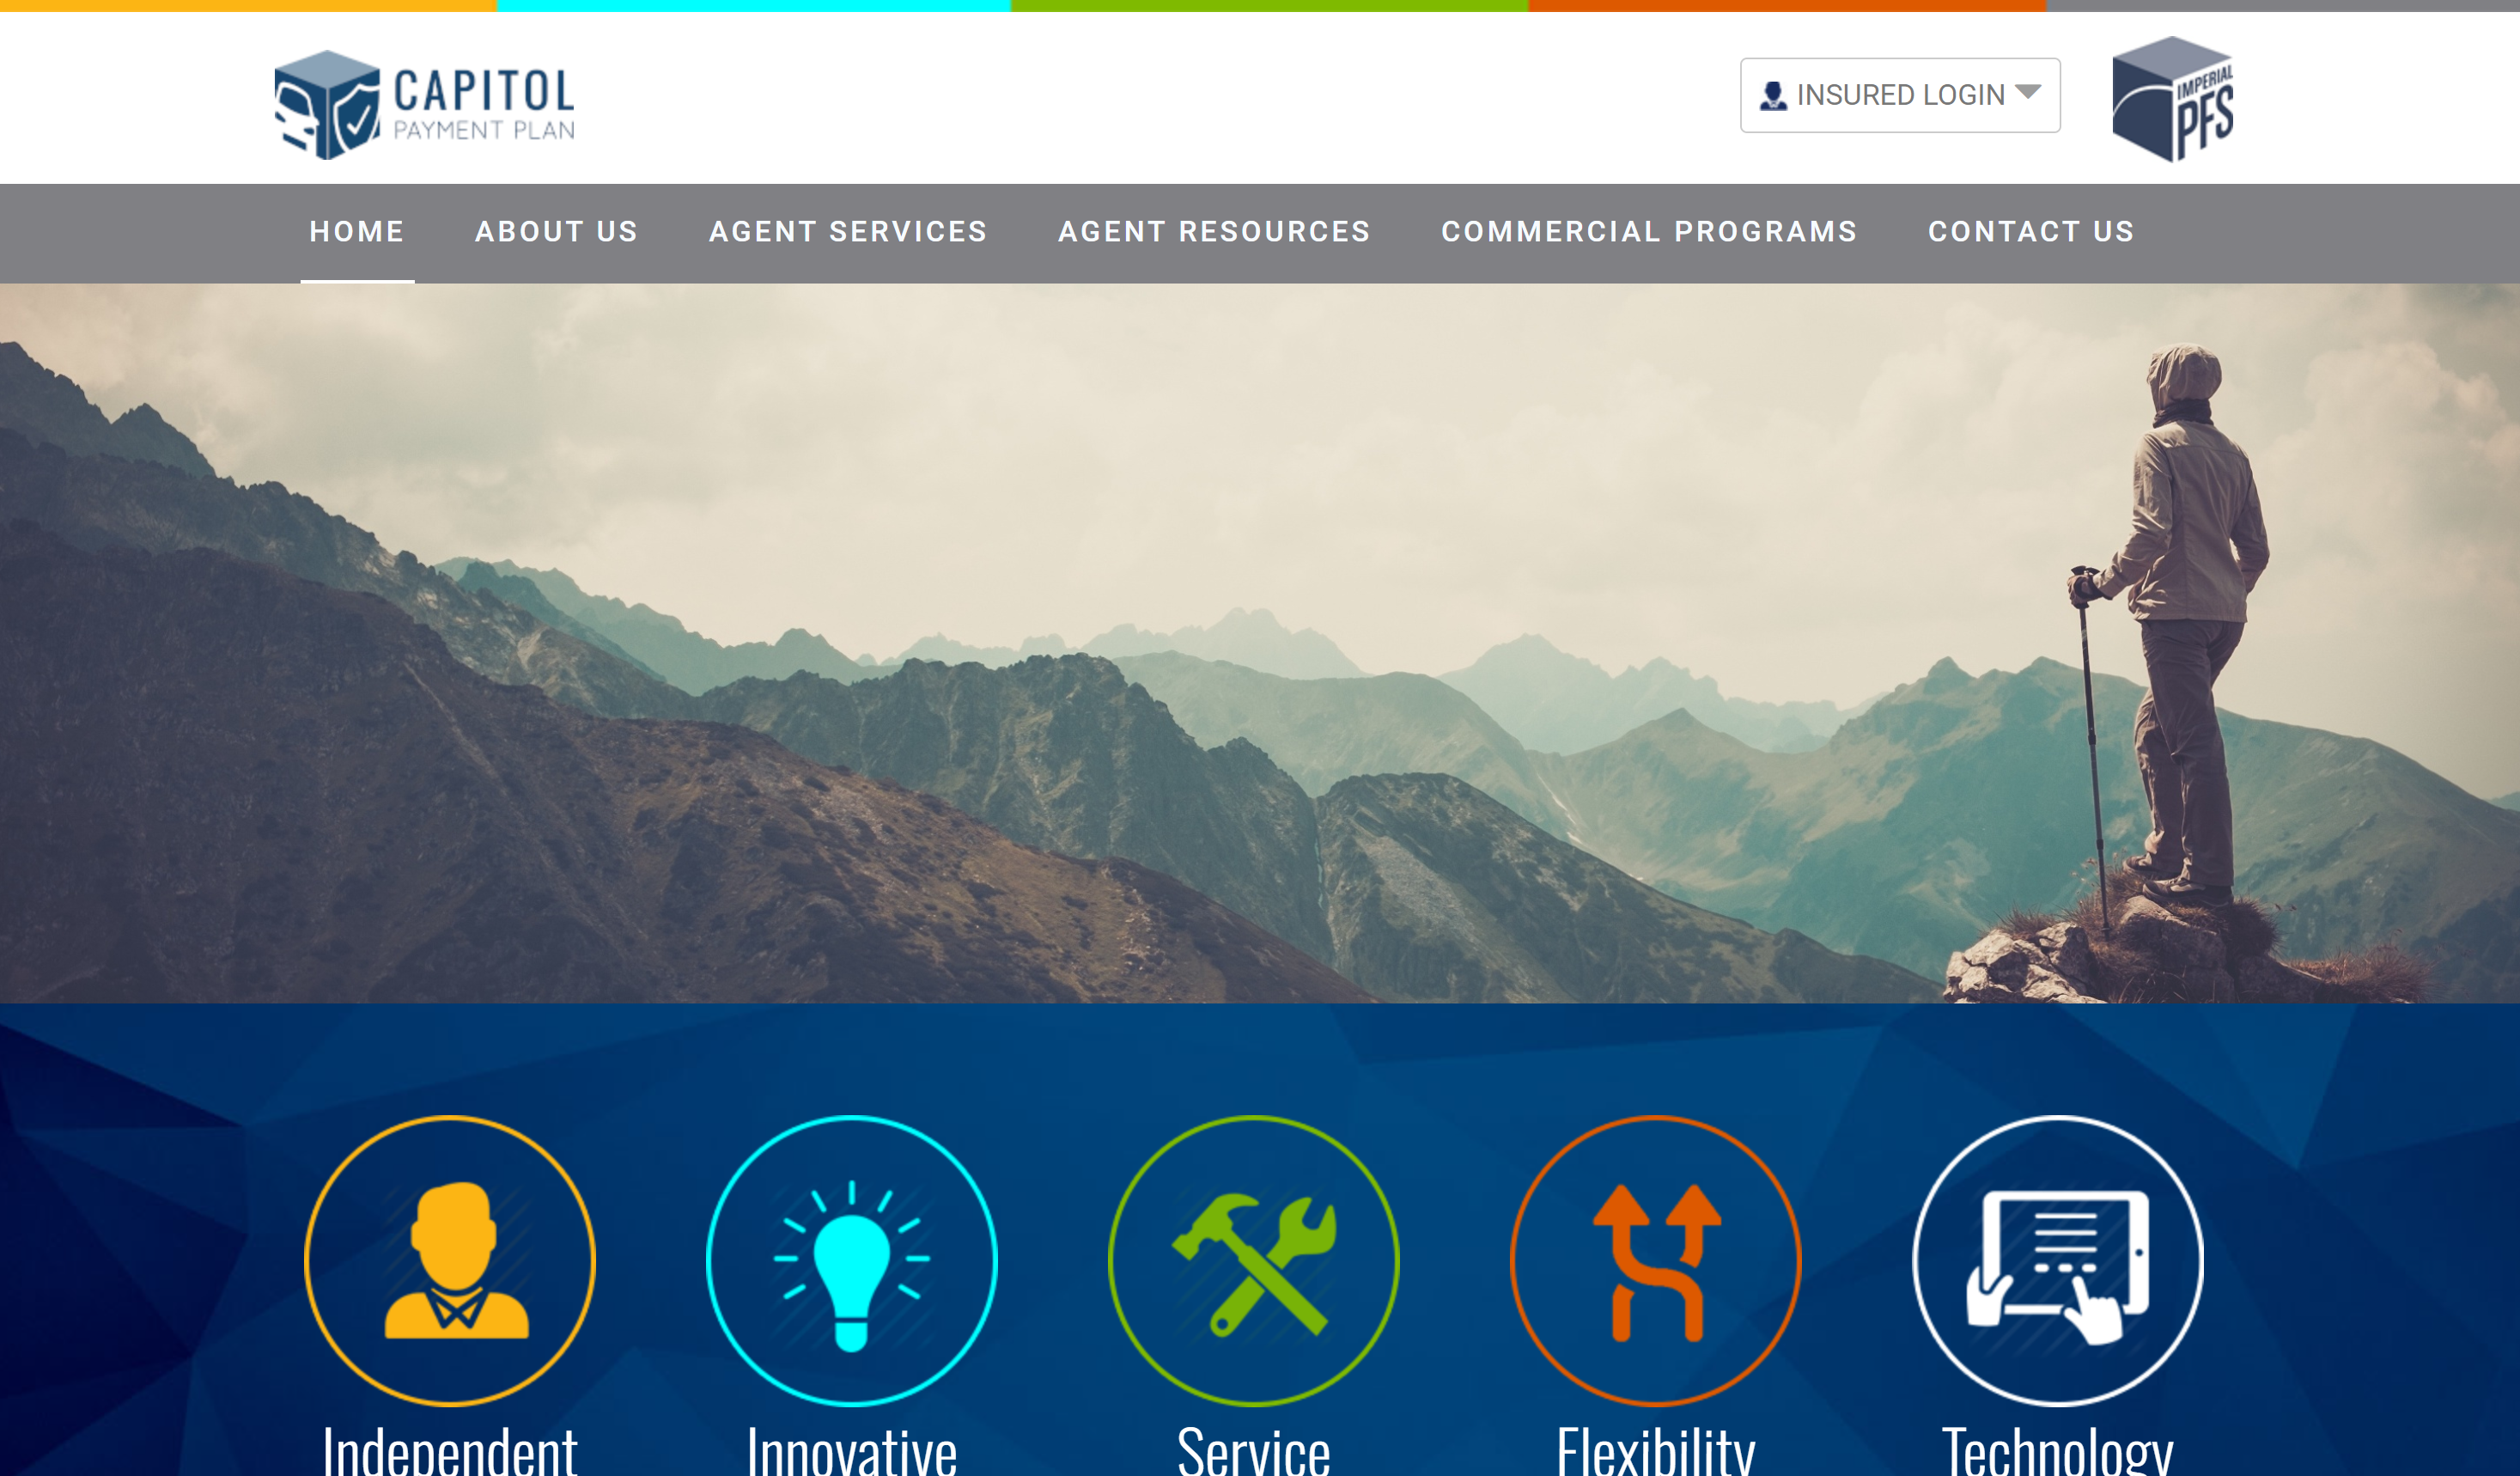 CAPITOL
PAYMENT PLAN
INSURED LOGIN
IMPERIAL
PFS
HOME ABOUT US AGENT SERVICES AGENT RESOURCES COMMERCIAL PROGRAMS CONTACT US
Independent Innovative Service Flexibility Technology